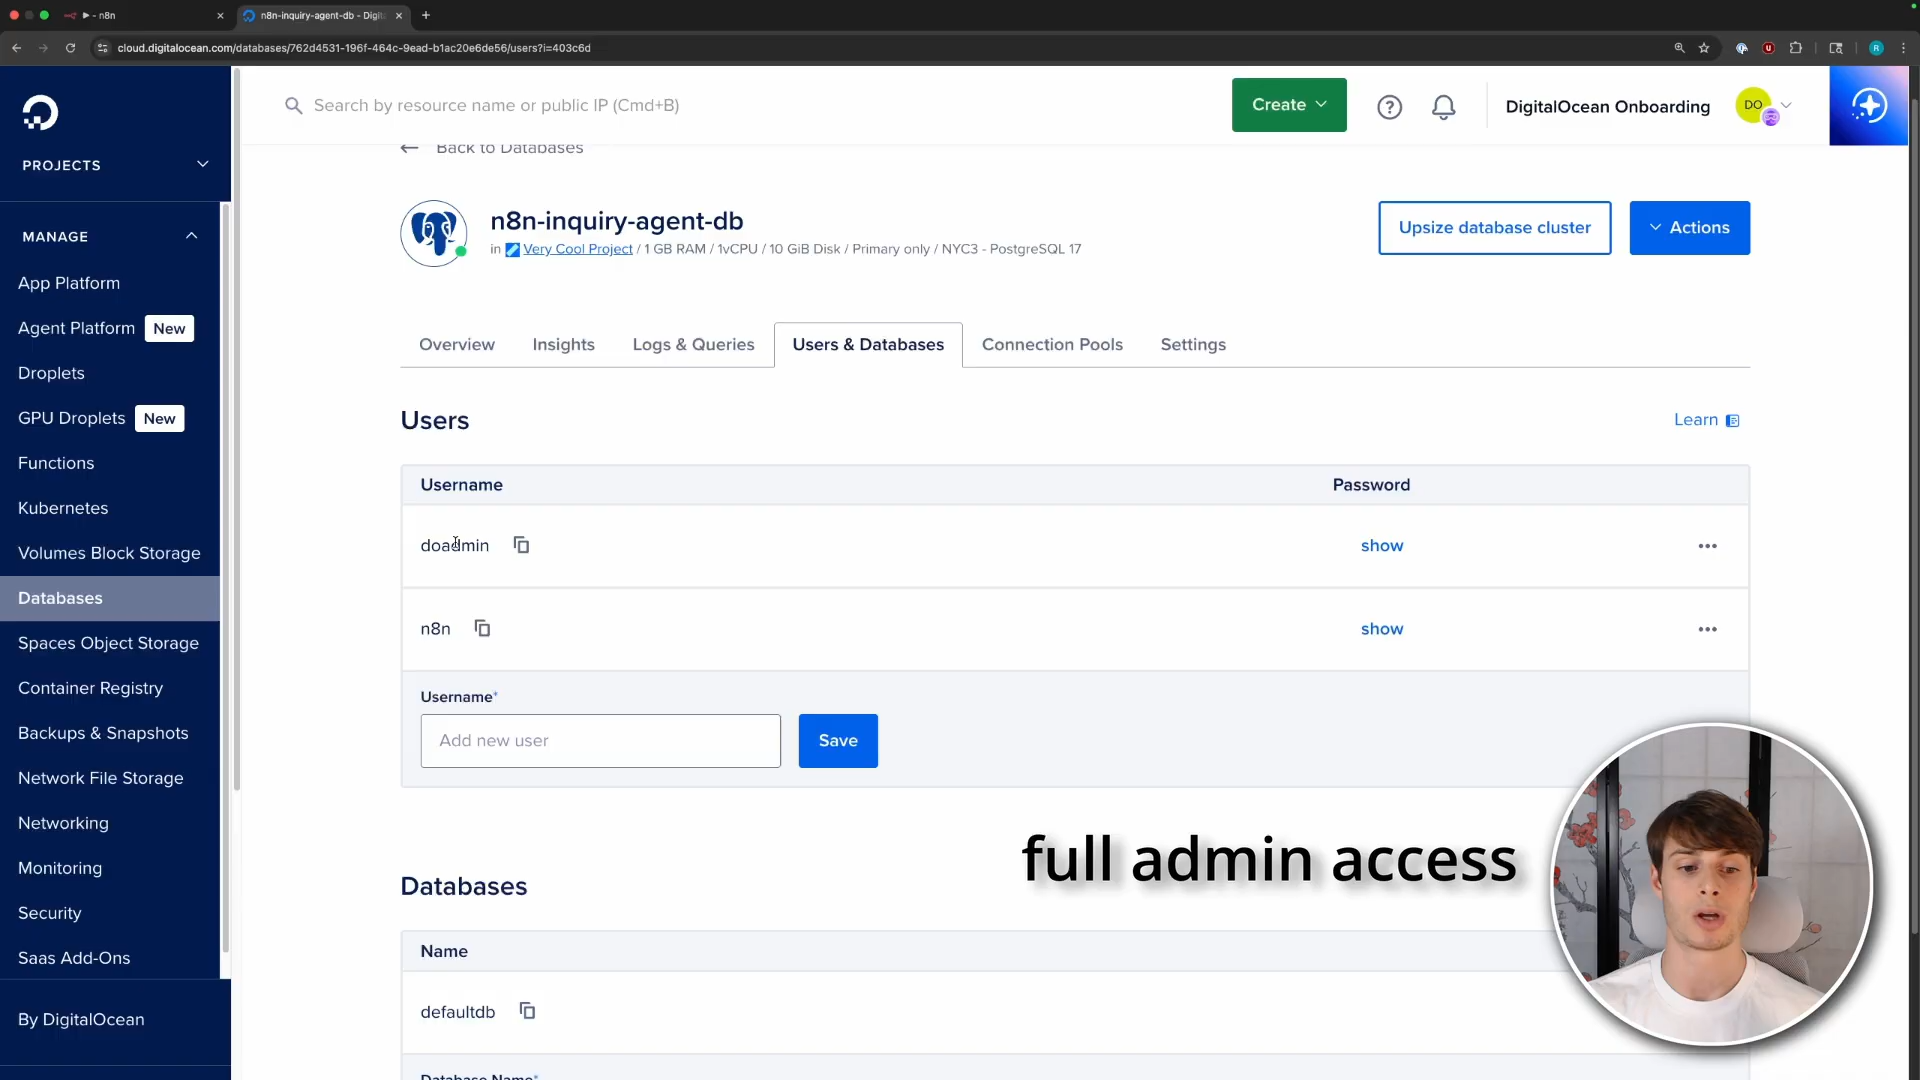 n8n
n8n-inquiry-agent-db - Digit
cloud.digitalocean.com/databases/762d4531-196f-464c-9ead-b1ac20e6de56/users?i=403c6d
Search by resource name or public IP (Cmd+B)
Create
DigitalOcean Onboarding
DO
PROJECTS
MANAGE
App Platform
Agent Platform New
Droplets
GPU Droplets New
Functions
Kubernetes
Volumes Block Storage
Databases
Spaces Object Storage
Container Registry
Backups & Snapshots
Network File Storage
Networking
Monitoring
Security
Saas Add-Ons
By DigitalOcean
Back to Databases
n8n-inquiry-agent-db
in Very Cool Project / 1 GB RAM / 1vCPU / 10 GiB Disk / Primary only / NYC3 - PostgreSQL 17
Upsize database cluster
Actions
Overview
Insights
Logs & Queries
Users & Databases
Connection Pools
Settings
Users
Learn
Username Password
doadmin show
n8n show
Username*
Add new user
Save
full admin access
Databases
Name
defaultdb
Database Name*